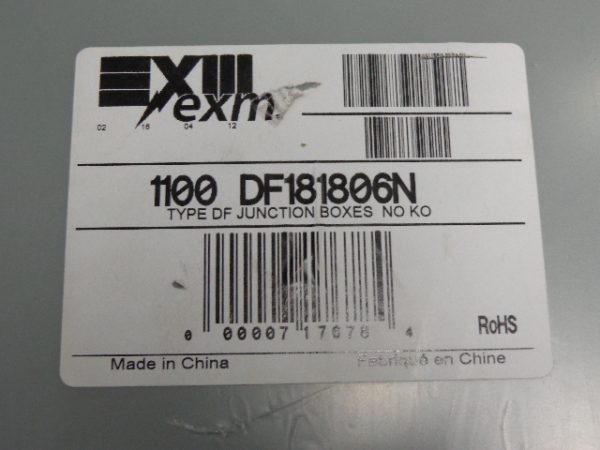 EXM
exm
02 16 04 12
1100 DF181806N
TYPE DF JUNCTION BOXES NO KO
0 00007 17678 4
RoHS
Made in China
Fabriqué en Chine